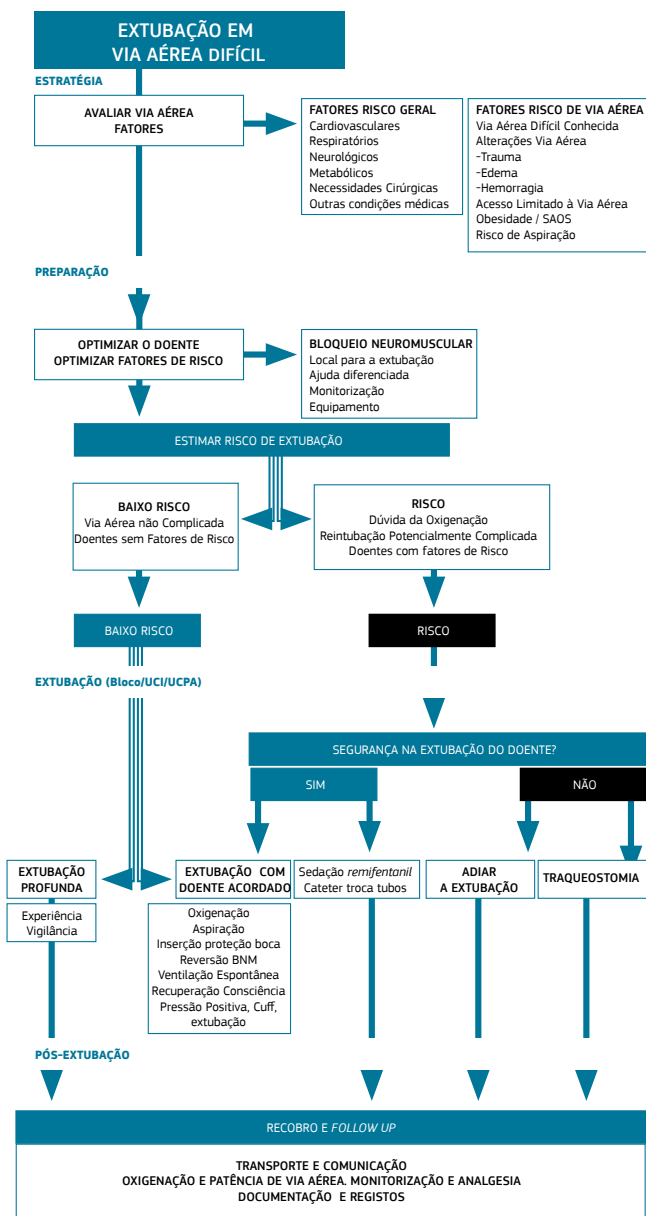 EXTUBAÇÃO EM
VIA AÉREA DIFÍCIL
ESTRATÉGIA
AVALIAR VIA AÉREA
FATORES
FATORES RISCO GERAL
Cardiovasculares
Respiratórios
Neurológicos
Metabólicos
Necessidades Cirúrgicas
Outras condições médicas
FATORES RISCO DE VIA AÉREA
Via Aérea Difícil Conhecida
Alterações Via Aérea
-Trauma
-Edema
-Hemorragia
Acesso Limitado à Via Aérea
Obesidade / SAOS
Risco de Aspiração
PREPARAÇÃO
OPTIMIZAR O DOENTE
OPTIMIZAR FATORES DE RISCO
BLOQUEIO NEUROMUSCULAR
Local para a extubação
Ajuda diferenciada
Monitorização
Equipamento
ESTIMAR RISCO DE EXTUBAÇÃO
BAIXO RISCO
Via Aérea não Complicada
Doentes sem Fatores de Risco
RISCO
Dúvida da Oxigenação
Reintubação Potencialmente Complicada
Doentes com fatores de Risco
BAIXO RISCO
RISCO
EXTUBAÇÃO (Bloco/UCI/UCPA)
SEGURANÇA NA EXTUBAÇÃO DO DOENTE?
SIM
NÃO
EXTUBAÇÃO
PROFUNDA
Experiência
Vigilância
EXTUBAÇÃO COM
DOENTE ACORDADO
Oxigenação
Aspiração
Inserção proteção boca
Reversão BNM
Ventilação Espontânea
Recuperação Consciência
Pressão Positiva, Cuff,
extubação
Sedação remifentanil
Cateter troca tubos
ADIAR
A EXTUBAÇÃO
TRAQUEOSTOMIA
PÓS-EXTUBAÇÃO
RECOBRO E FOLLOW UP
TRANSPORTE E COMUNICAÇÃO
OXIGENAÇÃO E PATÊNCIA DE VIA AÉREA. MONITORIZAÇÃO E ANALGESIA
DOCUMENTAÇÃO E REGISTOS